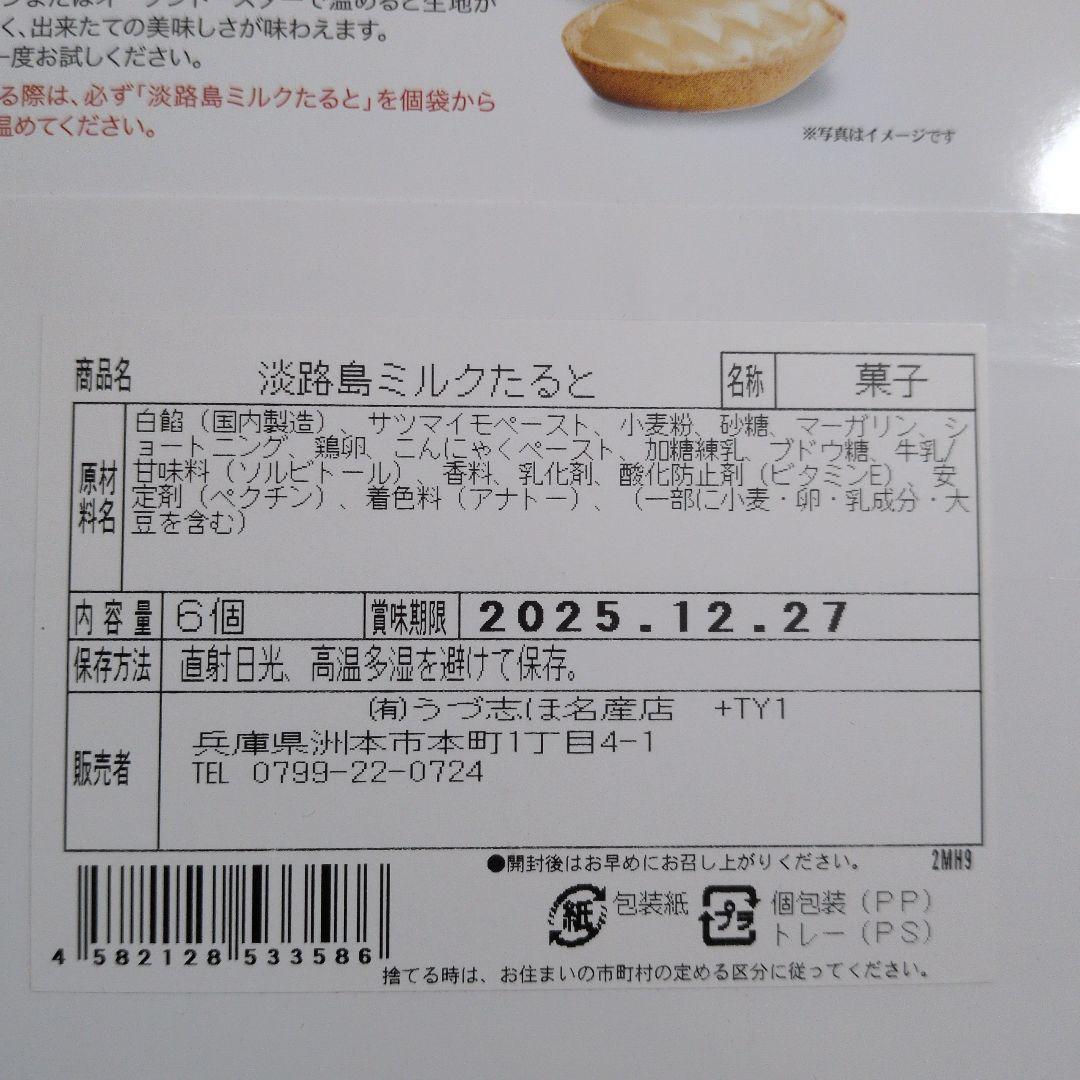 ンまたはオーブントースターで温めると生地が
く、出来たての美味しさが味わえます。
一度お試しください。
る際は、必ず「淡路島ミルクたると」を個袋から
温めてください。
※写真はイメージです
商品名 淡路島ミルクたると 名称 菓子
原材料名 白餡（国内製造）、サツマイモペースト、小麦粉、砂糖、マーガリン、シ
ョートニング、鶏卵、こんにゃくペースト、加糖練乳、ブドウ糖、牛乳/
甘味料（ソルビトール）、香料、乳化剤、酸化防止剤（ビタミンE）、安
定剤（ペクチン）、着色料（アナトー）、（一部に小麦・卵・乳成分・大
豆を含む）
内容量 6個 賞味期限 2025.12.27
保存方法 直射日光、高温多湿を避けて保存。
販売者 (有)うづ志ほ名産店 +TY1
兵庫県洲本市本町1丁目4-1
TEL 0799-22-0724
●開封後はお早めにお召し上がりください。 2MH9
紙 包装紙 プラ 個包装（PP）
トレー（PS）
4 582128 533586
捨てる時は、お住まいの市町村の定める区分に従ってください。